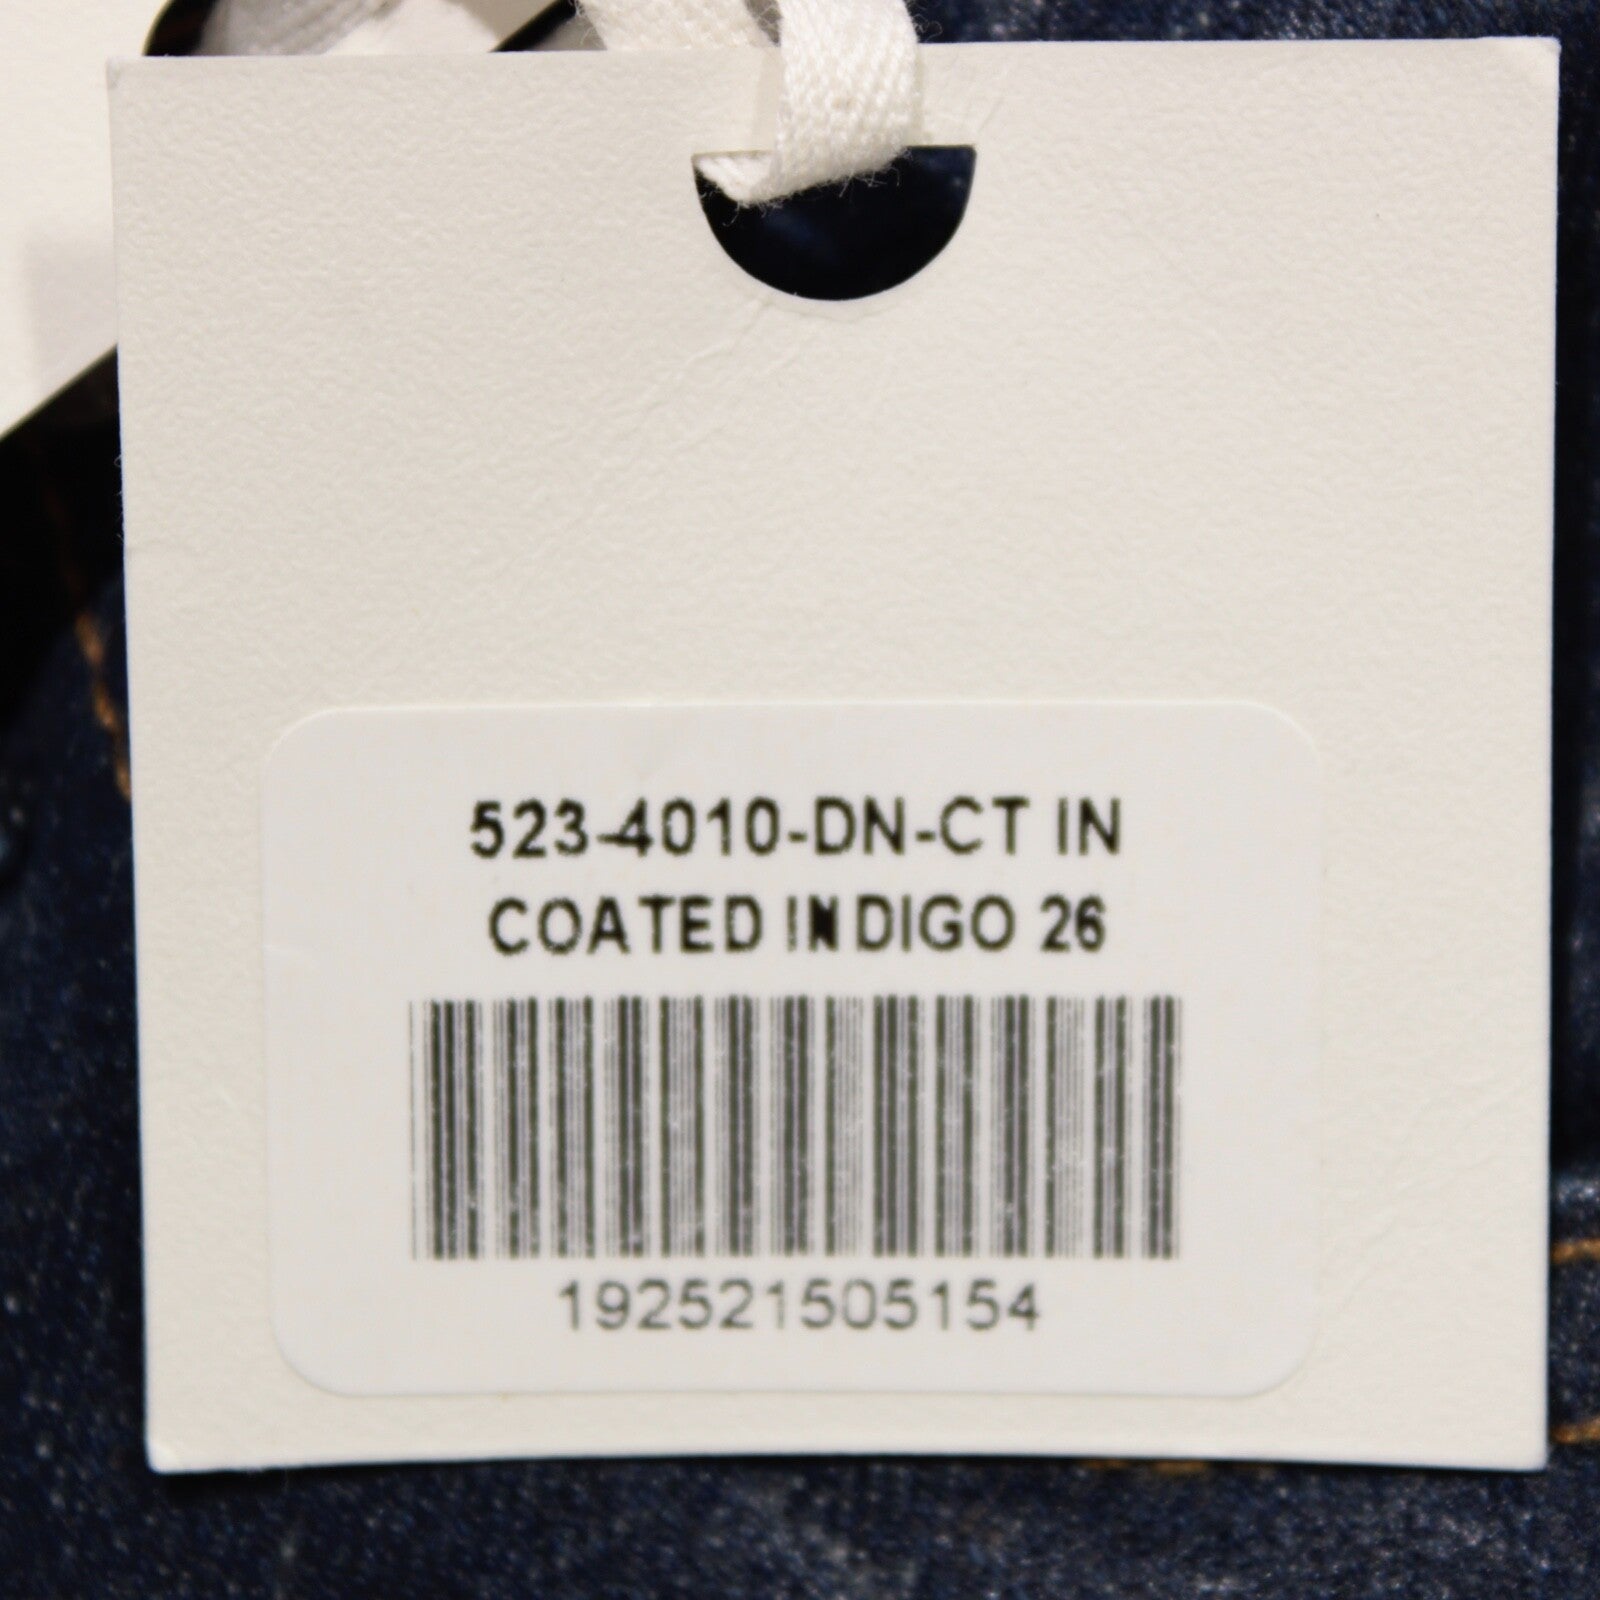 523-4010-DN-CT IN
COATED INDIGO 26
192521505154